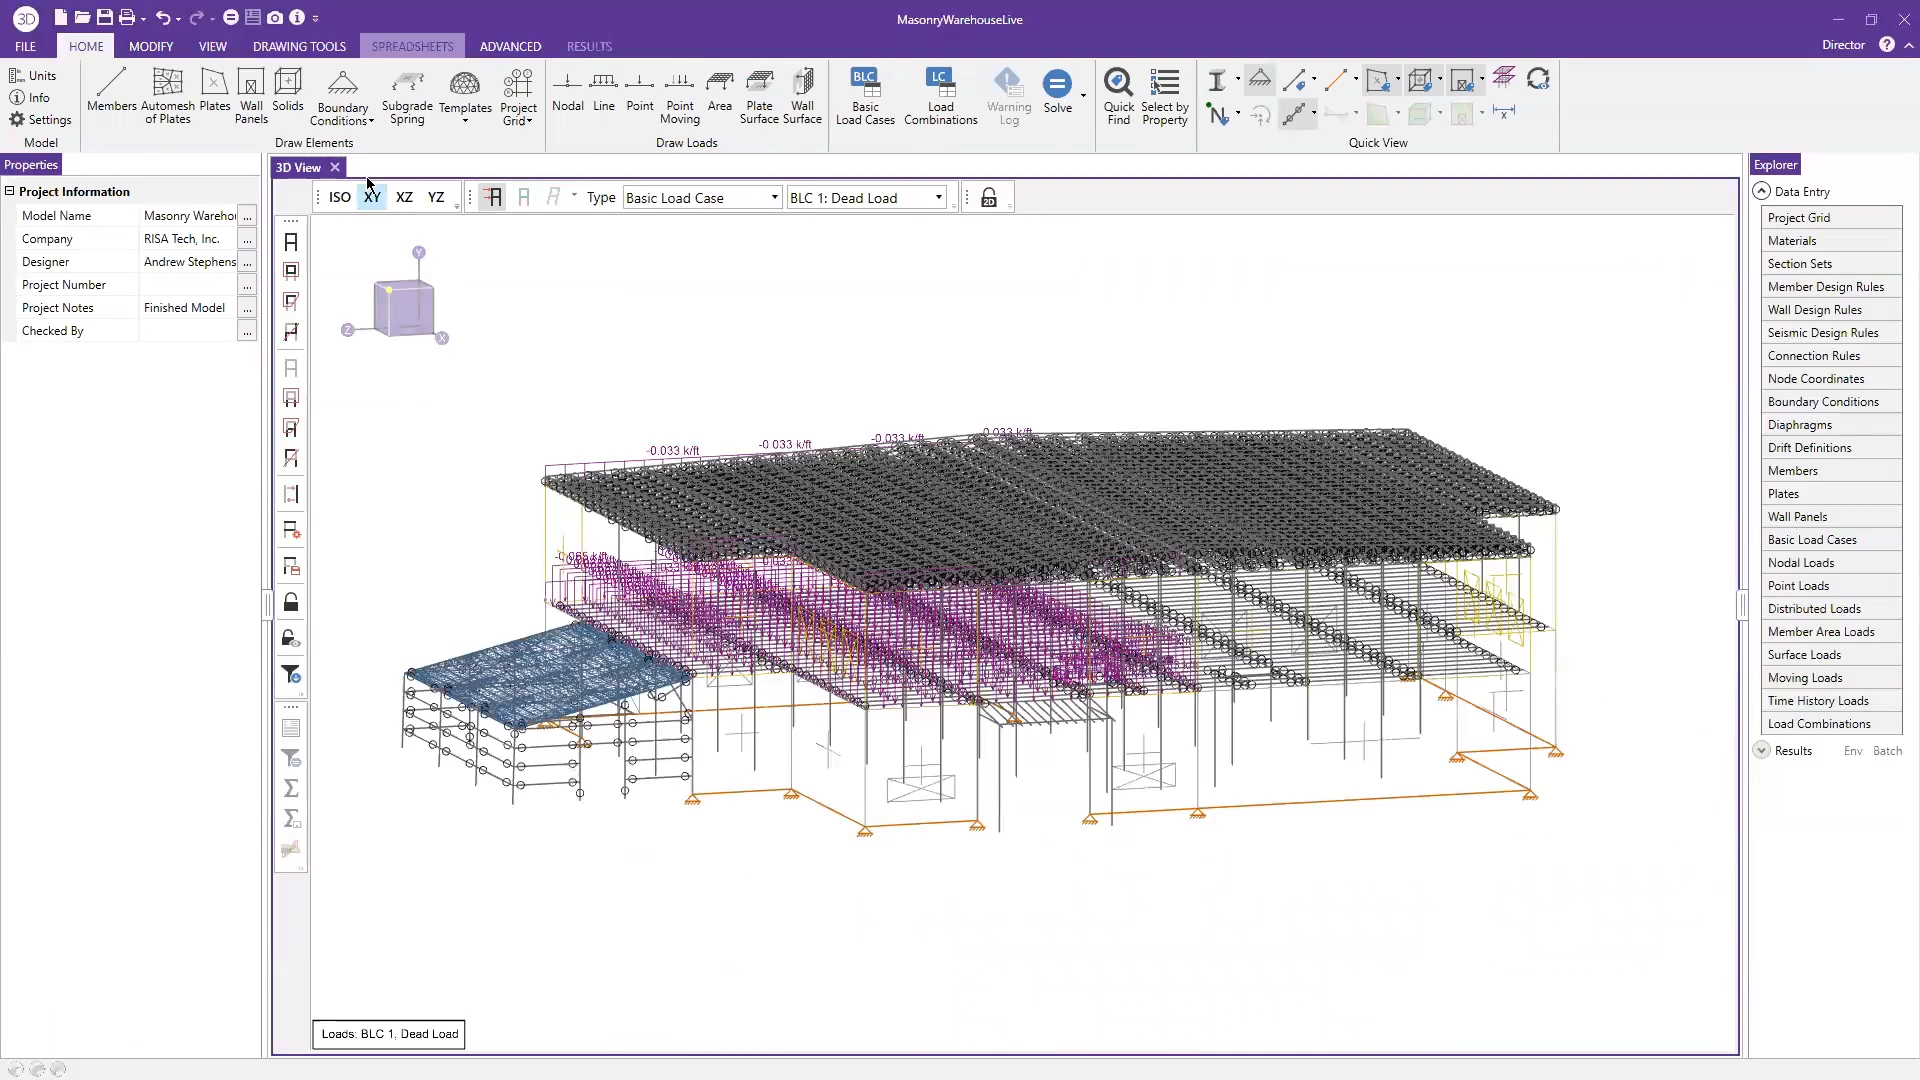 3D
MasonryWarehouseLive
FILE HOME MODIFY VIEW DRAWING TOOLS SPREADSHEETS ADVANCED RESULTS Director ?
Units
Info
Settings
Model
Members
Automesh of Plates
Plates
Wall Panels
Solids
Boundary Conditions
Subgrade Spring
Templates
Project Grid
Draw Elements
Nodal
Line
Point
Point Moving
Area
Plate Surface
Wall Surface
Draw Loads
BLC
Basic Load Cases
LC
Load Combinations
Warning Log
Solve
Quick Find
Select by Property
N
Quick View
Properties
Project Information
Model Name Masonry Warehou ...
Company RISA Tech, Inc. ...
Designer Andrew Stephens ...
Project Number ...
Project Notes Finished Model ...
Checked By ...
3D View
ISO XY XZ YZ Type Basic Load Case BLC 1: Dead Load 2D
Y
Z
X
-0.033 k/ft
-0.033 k/ft
-0.033 k/ft
-0.033 k/ft
Loads: BLC 1, Dead Load
Explorer
Data Entry
Project Grid
Materials
Section Sets
Member Design Rules
Wall Design Rules
Seismic Design Rules
Connection Rules
Node Coordinates
Boundary Conditions
Diaphragms
Drift Definitions
Members
Plates
Wall Panels
Basic Load Cases
Nodal Loads
Point Loads
Distributed Loads
Member Area Loads
Surface Loads
Moving Loads
Time History Loads
Load Combinations
Results Env Batch